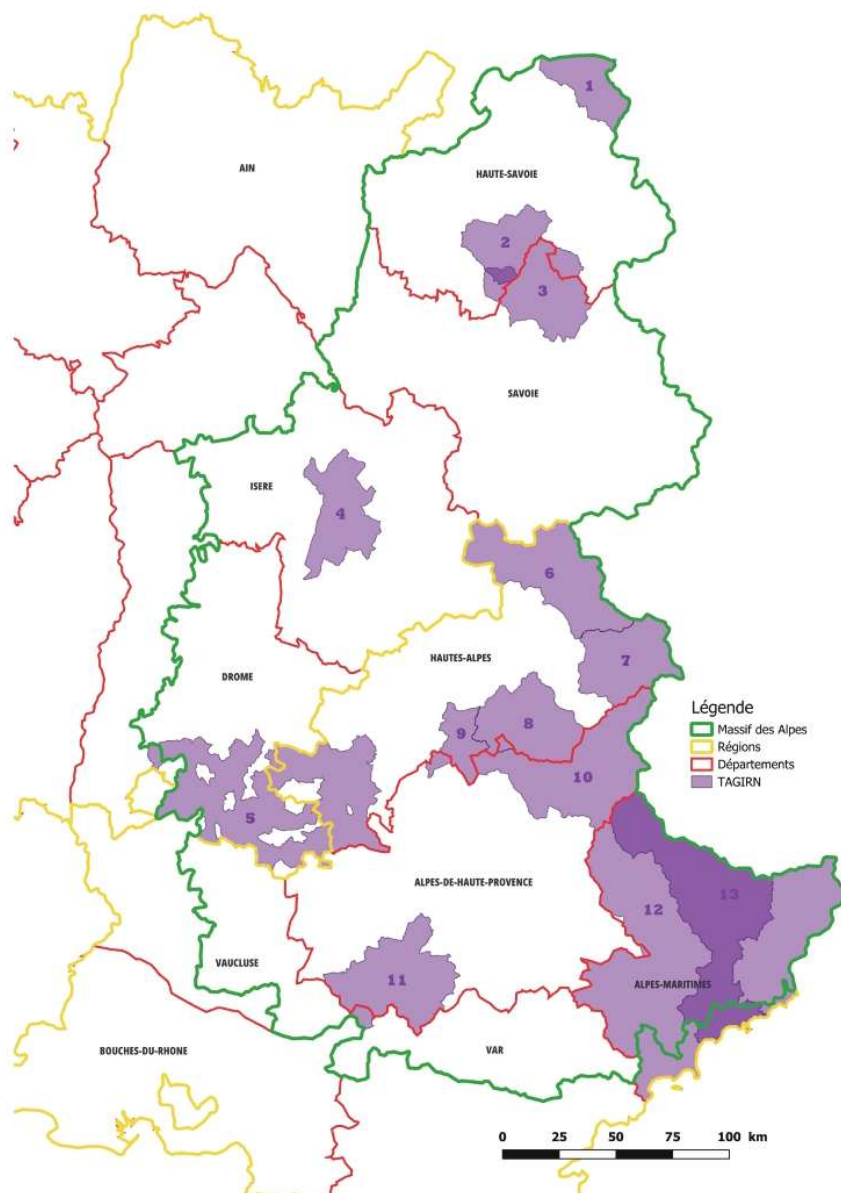 1
AIN
HAUTE-SAVOIE
2
3
SAVOIE
ISERE
4
6
HAUTES-ALPES
7
DROME
Légende
Massif des Alpes
Régions
Départements
TAGIRN
8
9
10
5
ALPES-DE-HAUTE-PROVENCE
13
12
VAUCLUSE
11
ALPES-MARITIMES
BOUCHES-DU-RHONE
VAR
0 25 50 75 100 km